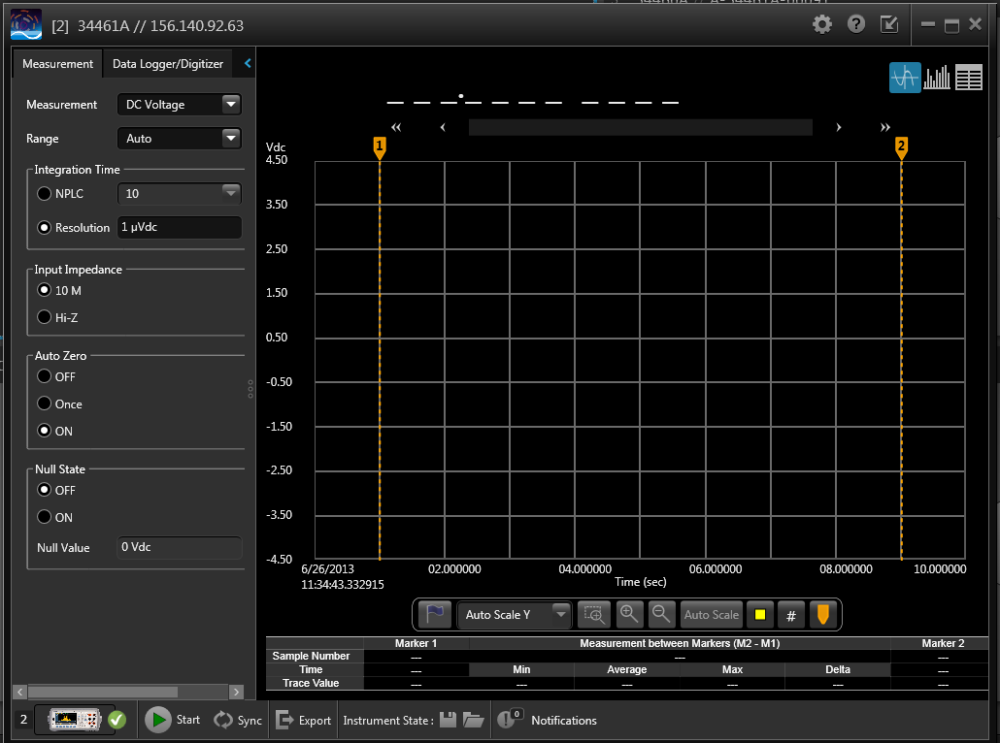 [2] 34461A // 156.140.92.63
Measurement
Data Logger/Digitizer
Measurement DC Voltage
Range Auto
Integration Time
NPLC 10
Resolution 1 µVdc
Input Impedance
10 M
Hi-Z
Auto Zero
OFF
Once
ON
Null State
OFF
ON
Null Value 0 Vdc
1 2
Vdc
4.50
3.50
2.50
1.50
0.50
-0.50
-1.50
-2.50
-3.50
-4.50
6/26/2013 02.000000 04.000000 06.000000 08.000000 10.000000
11:34:43.332915
Time (sec)
Auto Scale Y Auto Scale #
Marker 1 Measurement between Markers (M2 - M1) Marker 2
Sample Number --- --- ---
Time --- Min Average Max Delta ---
Trace Value --- --- --- --- --- ---
2 Start Sync Export Instrument State : 0 Notifications